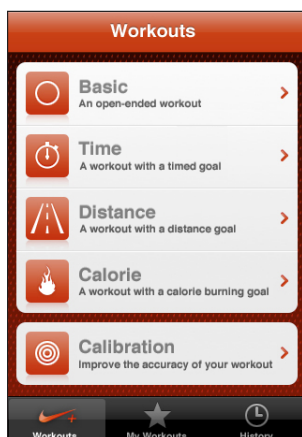 Workouts
Basic
An open-ended workout
Time
A workout with a timed goal
Distance
A workout with a distance goal
Calorie
A workout with a calorie burning goal
Calibration
Improve the accuracy of your workout
Workouts My Workouts History